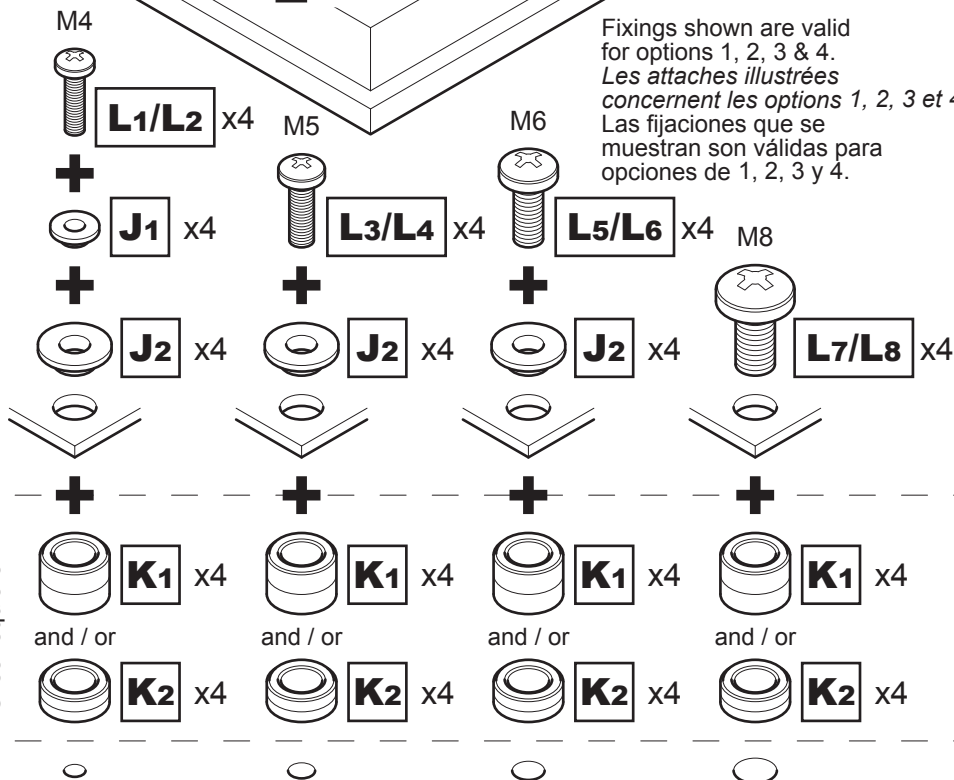 M4
Fixings shown are valid
for options 1, 2, 3 & 4.
Les attaches illustrées
concernent les options 1, 2, 3 et 4
Las fijaciones que se
muestran son válidas para
opciones de 1, 2, 3 y 4.
L1/L2 x4
M5
M6
J1 x4
L3/L4 x4
L5/L6 x4
M8
J2 x4
J2 x4
J2 x4
L7/L8 x4
K1 x4
K1 x4
K1 x4
K1 x4
and / or
and / or
and / or
and / or
K2 x4
K2 x4
K2 x4
K2 x4